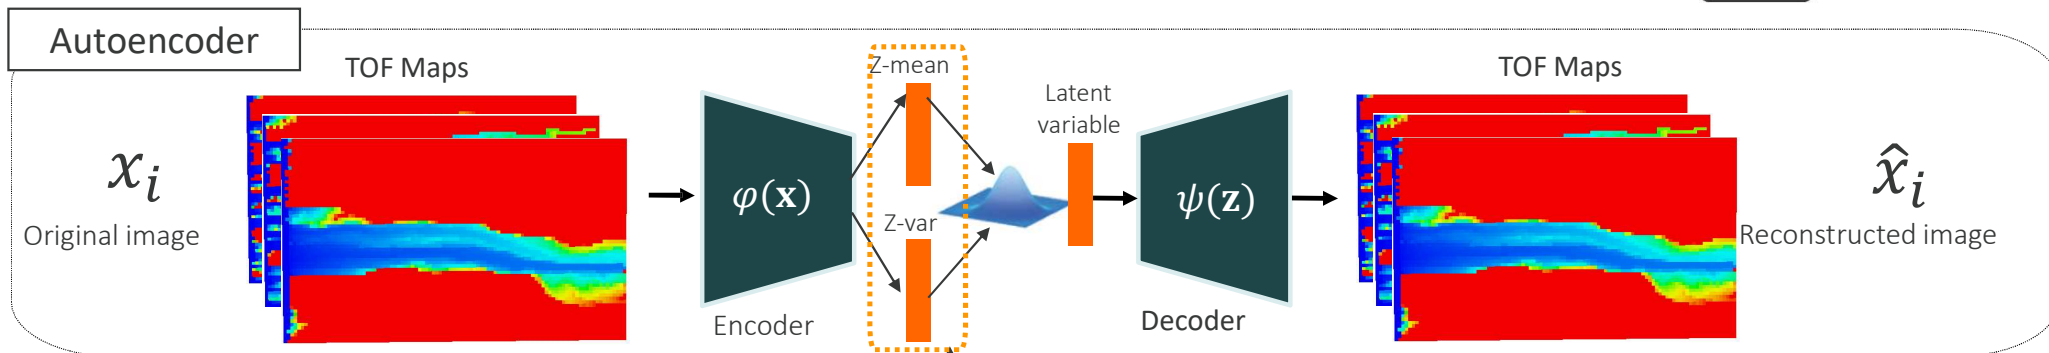 Autoencoder
TOF Maps
x_i
Original image
φ(x)
Encoder
Z-mean
Z-var
Latent
variable
ψ(z)
Decoder
TOF Maps
x̂_i
Reconstructed image